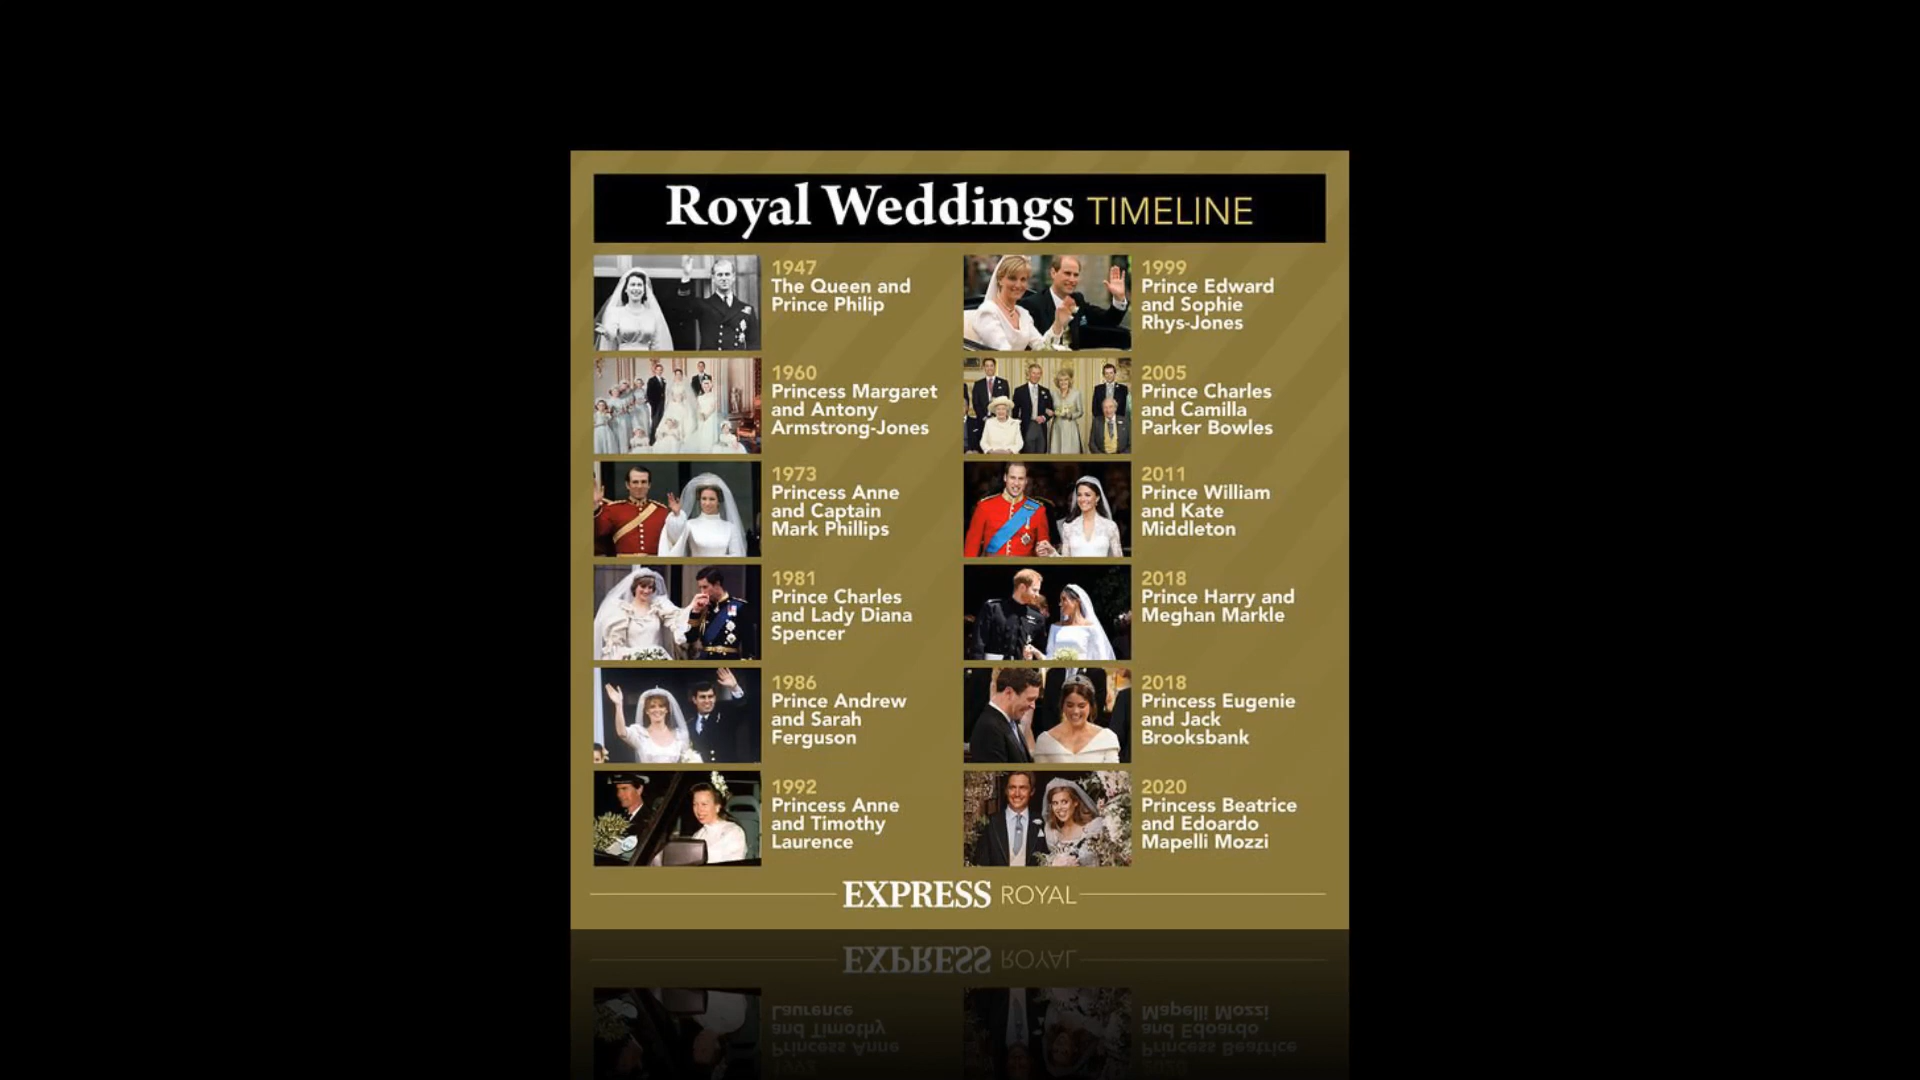 Royal Weddings TIMELINE
1947
The Queen and
Prince Philip
1960
Princess Margaret
and Antony
Armstrong-Jones
1973
Princess Anne
and Captain
Mark Phillips
1981
Prince Charles
and Lady Diana
Spencer
1986
Prince Andrew
and Sarah
Ferguson
1992
Princess Anne
and Timothy
Laurence
1999
Prince Edward
and Sophie
Rhys-Jones
2005
Prince Charles
and Camilla
Parker Bowles
2011
Prince William
and Kate
Middleton
2018
Prince Harry and
Meghan Markle
2018
Princess Eugenie
and Jack
Brooksbank
2020
Princess Beatrice
and Edoardo
Mapelli Mozzi
EXPRESS ROYAL